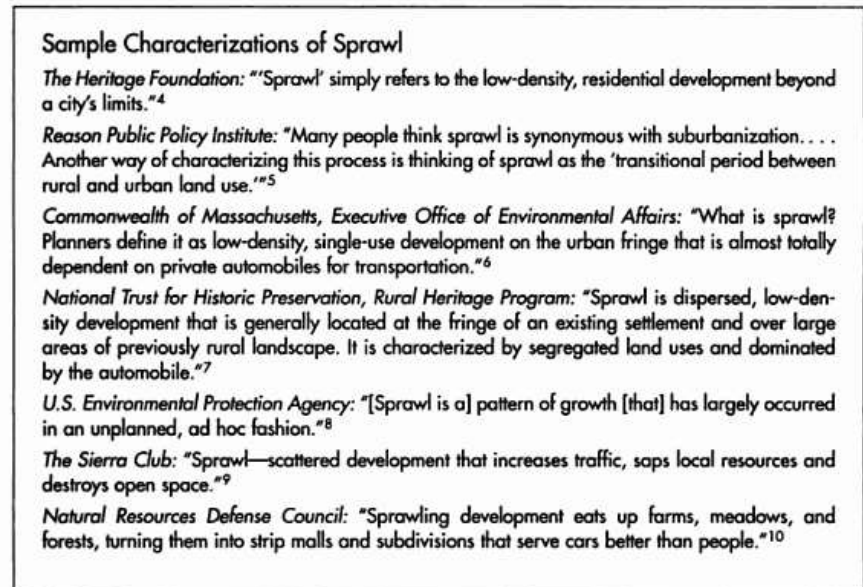 Sample Characterizations of Sprawl
The Heritage Foundation: "'Sprawl' simply refers to the low-density, residential development beyond
a city's limits."4
Reason Public Policy Institute: "Many people think sprawl is synonymous with suburbanization. . . .
Another way of characterizing this process is thinking of sprawl as the 'transitional period between
rural and urban land use.'"5
Commonwealth of Massachusetts, Executive Office of Environmental Affairs: "What is sprawl?
Planners define it as low-density, single-use development on the urban fringe that is almost totally
dependent on private automobiles for transportation."6
National Trust for Historic Preservation, Rural Heritage Program: "Sprawl is dispersed, low-den-
sity development that is generally located at the fringe of an existing settlement and over large
areas of previously rural landscape. It is characterized by segregated land uses and dominated
by the automobile."7
U.S. Environmental Protection Agency: "[Sprawl is a] pattern of growth [that] has largely occurred
in an unplanned, ad hoc fashion."8
The Sierra Club: "Sprawl—scattered development that increases traffic, saps local resources and
destroys open space."9
Natural Resources Defense Council: "Sprawling development eats up farms, meadows, and
forests, turning them into strip malls and subdivisions that serve cars better than people."10